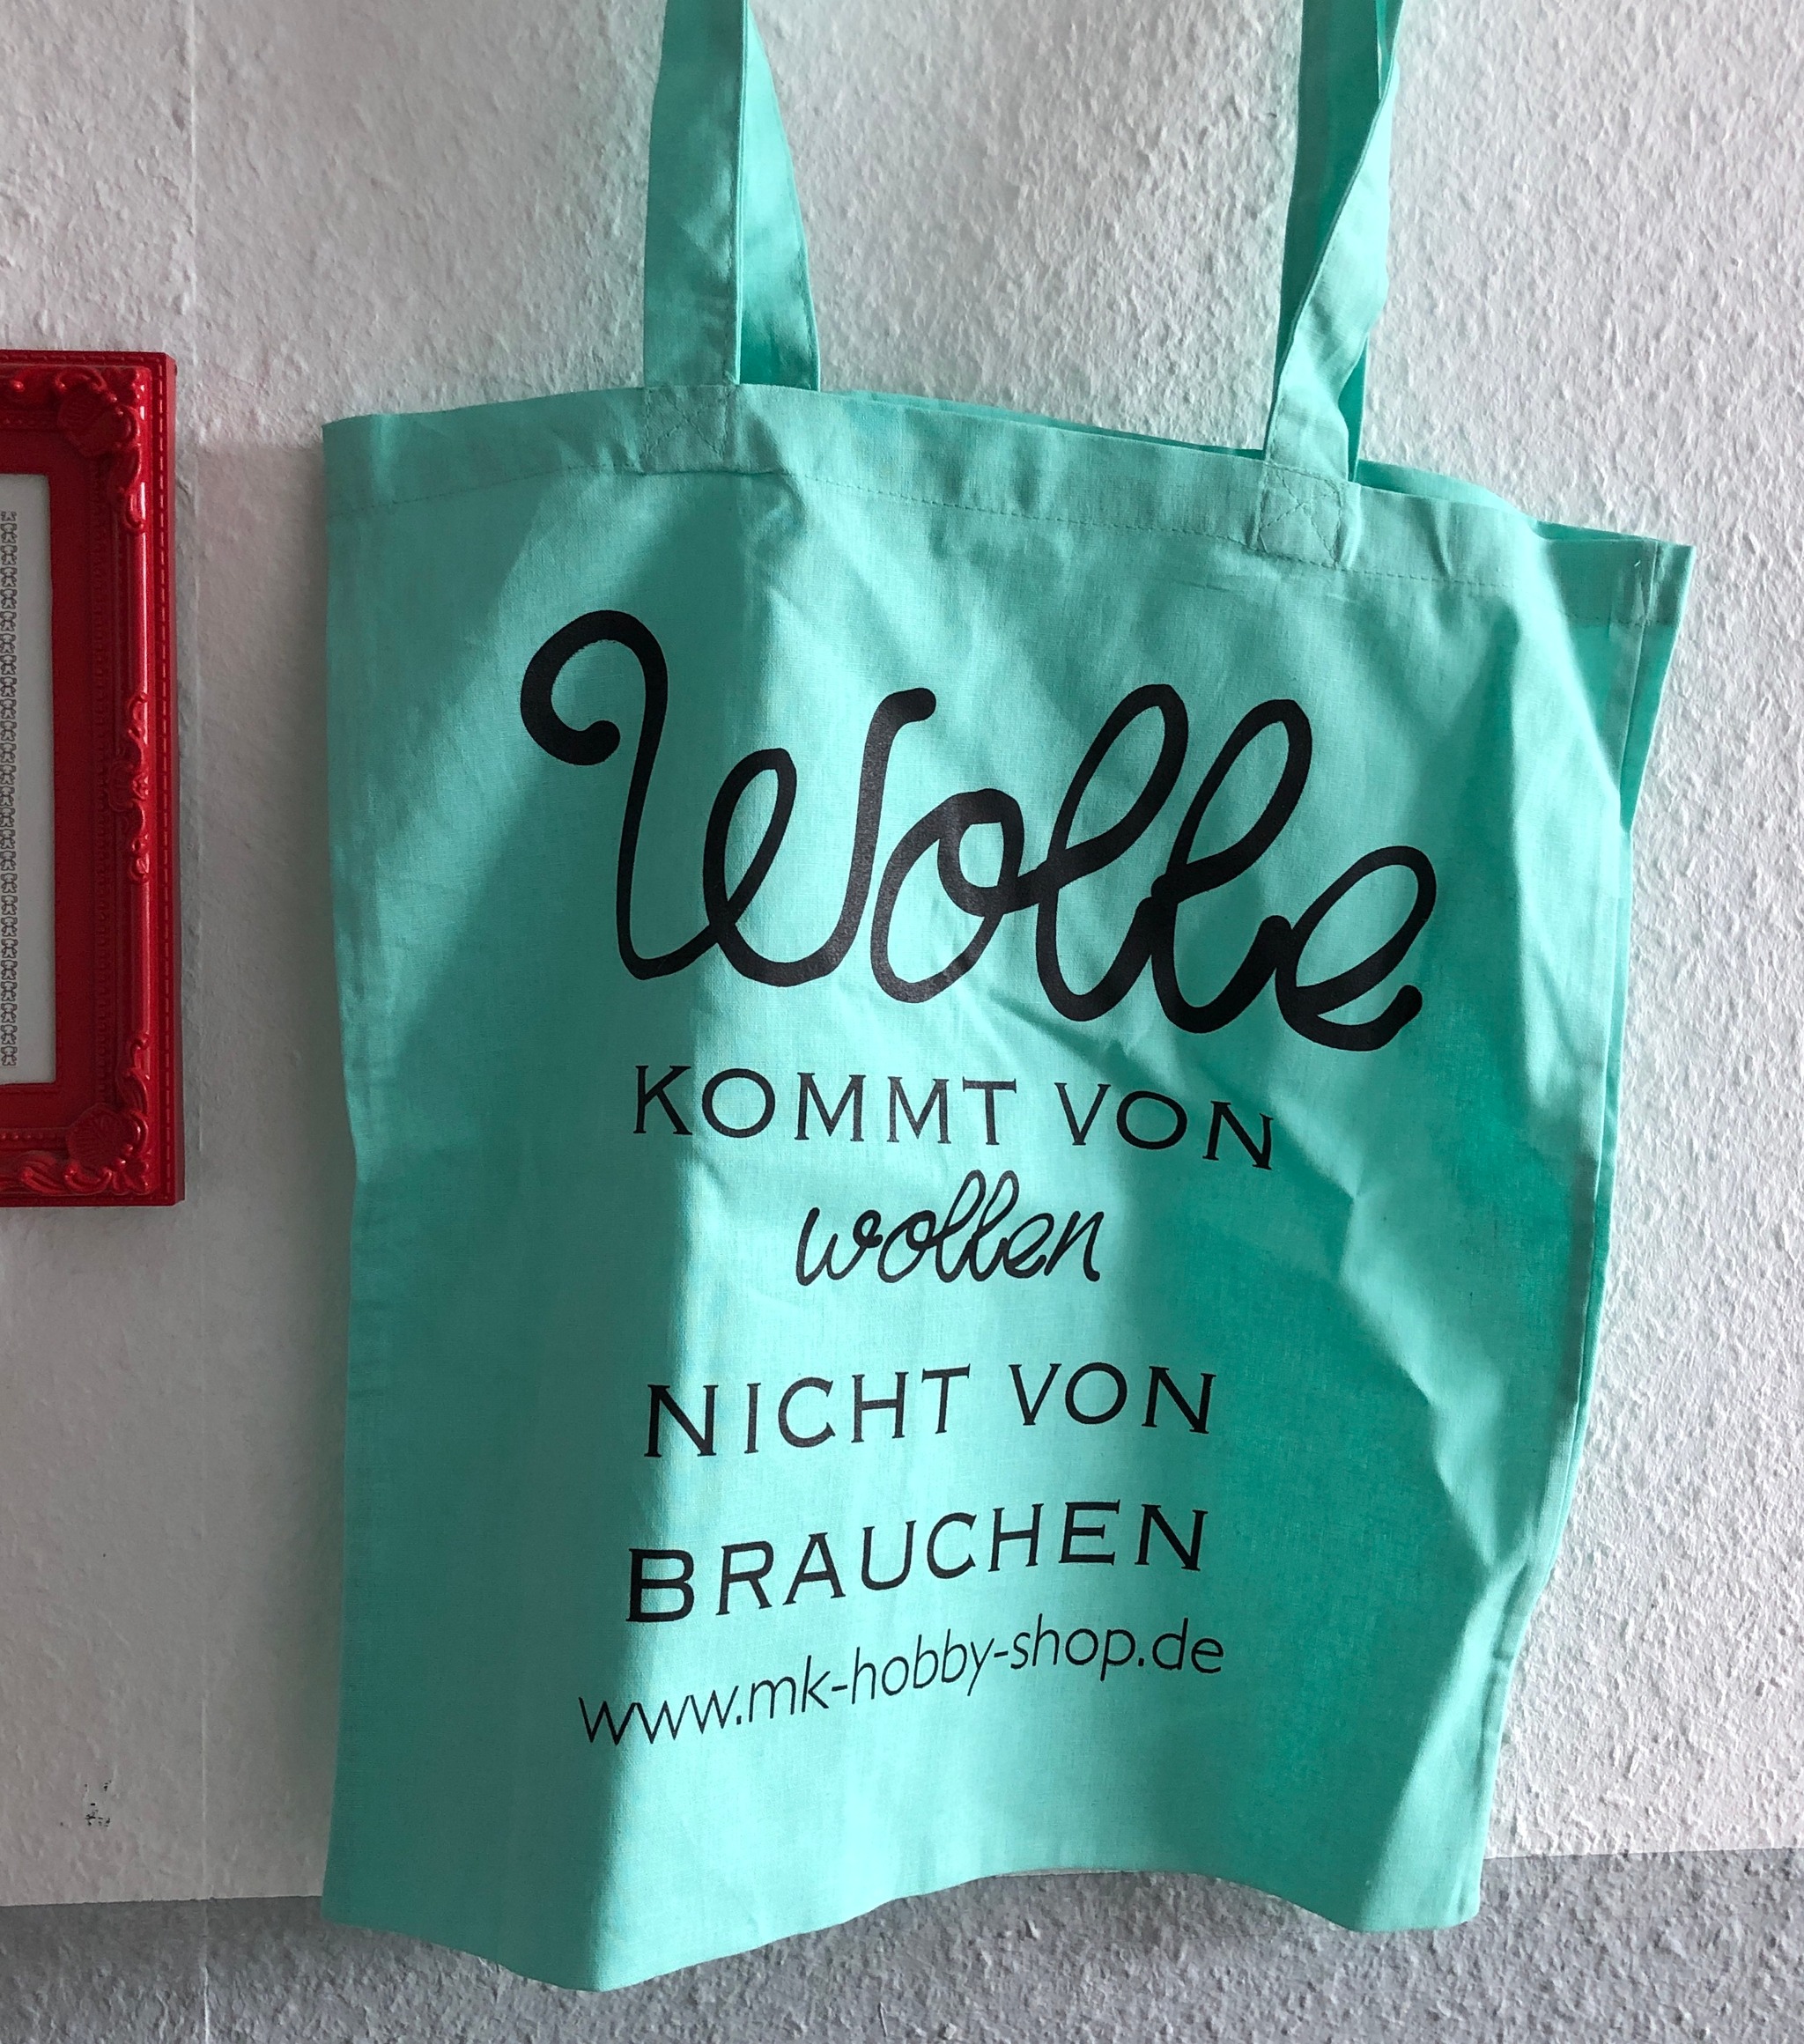 Wolle
KOMMT VON
wollen
NICHT VON
BRAUCHEN
www.mk-hobby-shop.de